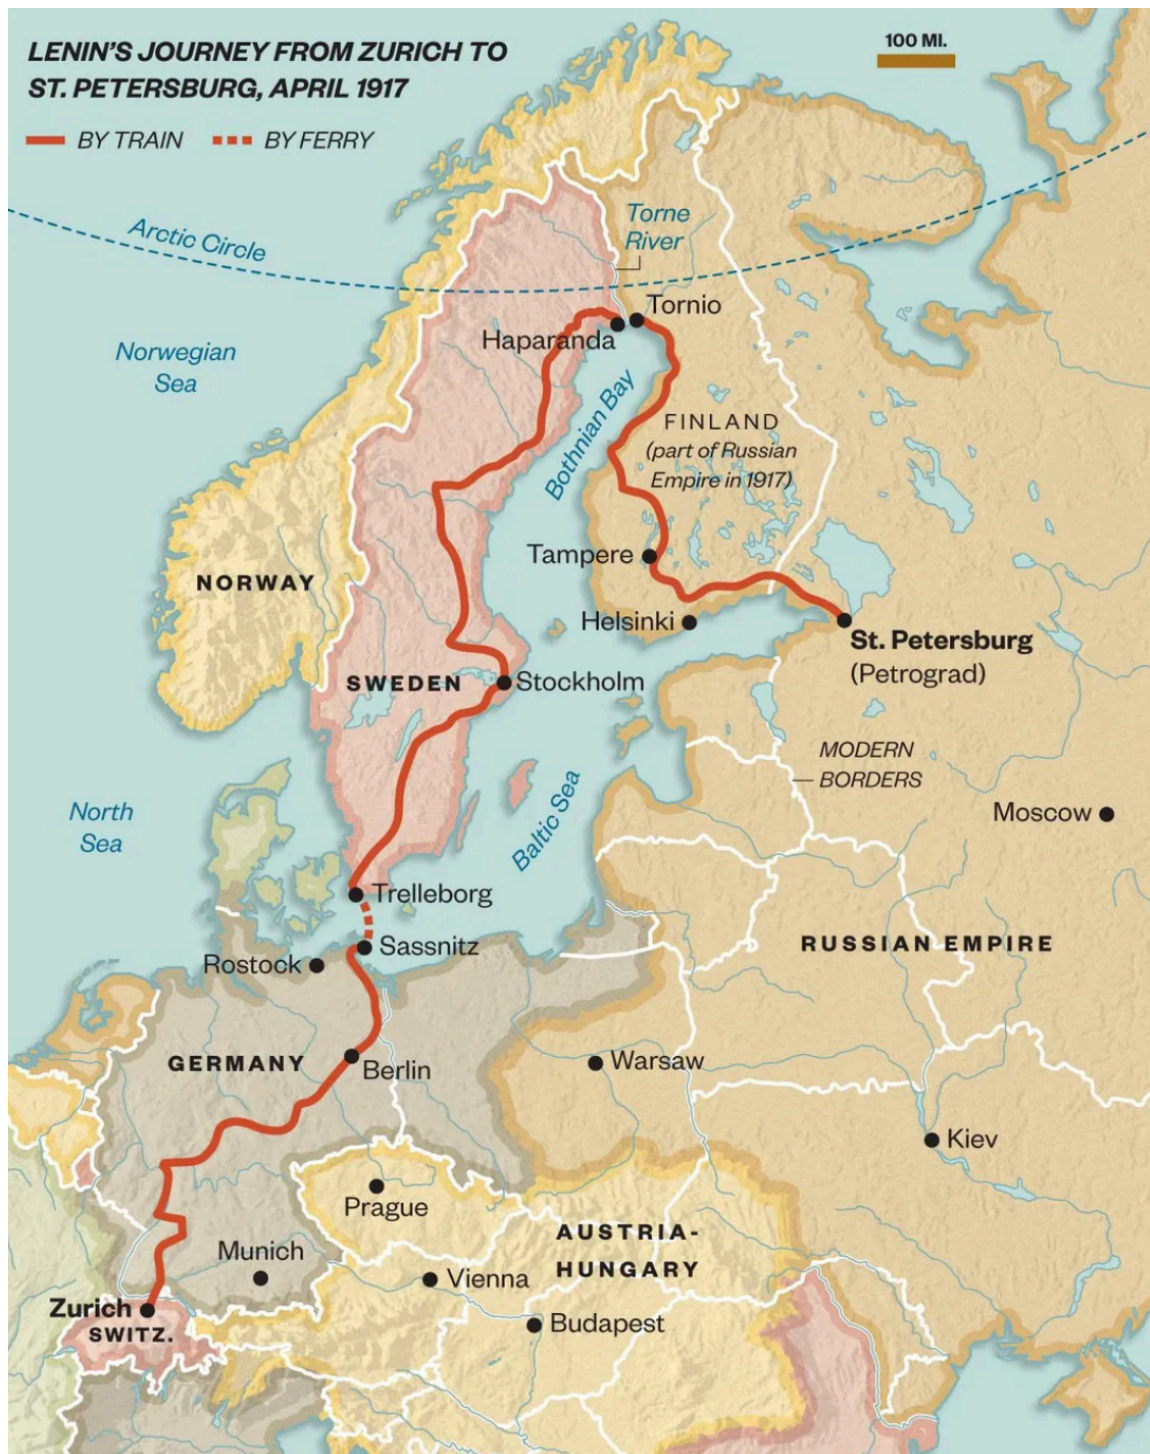 LENIN'S JOURNEY FROM ZURICH TO
ST. PETERSBURG, APRIL 1917
BY TRAIN
BY FERRY
100 MI.
Arctic Circle
Torne
River
Tornio
Haparanda
Norwegian
Sea
Bothnian Bay
FINLAND
(part of Russian
Empire in 1917)
Tampere
NORWAY
Helsinki
St. Petersburg
(Petrograd)
SWEDEN
Stockholm
MODERN
BORDERS
North
Sea
Baltic Sea
Moscow
Trelleborg
Sassnitz
Rostock
RUSSIAN EMPIRE
GERMANY
Berlin
Warsaw
Kiev
Prague
AUSTRIA-
HUNGARY
Munich
Vienna
Zurich
SWITZ.
Budapest